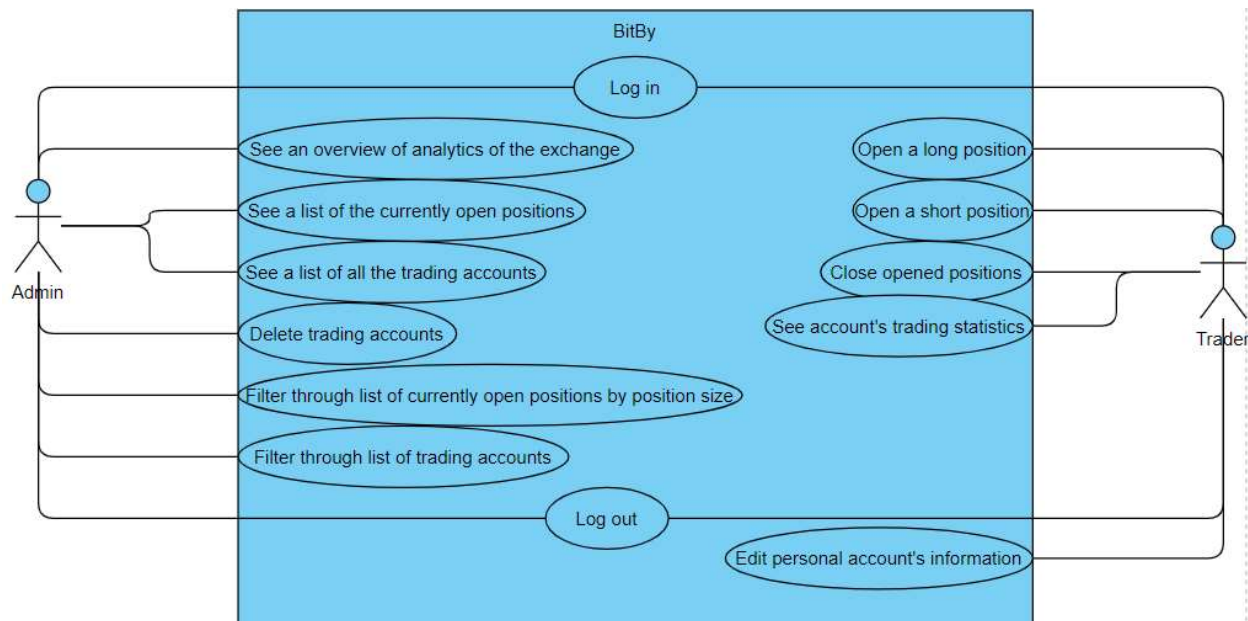 BitBy
Log in
See an overview of analytics of the exchange
Open a long position
See a list of the currently open positions
Open a short position
See a list of all the trading accounts
Close opened positions
Admin
See account's trading statistics
Delete trading accounts
Trader
Filter through list of currently open positions by position size
Filter through list of trading accounts
Log out
Edit personal account's information